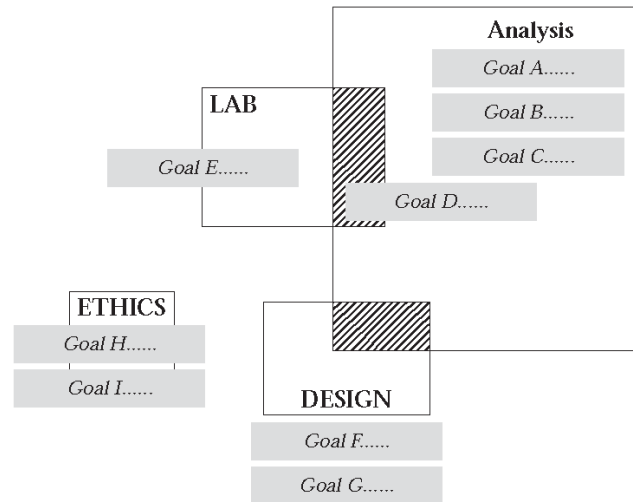 Analysis
Goal A......
Goal B......
Goal C......
LAB
Goal E......
Goal D......
ETHICS
Goal H......
Goal I......
DESIGN
Goal F......
Goal G......